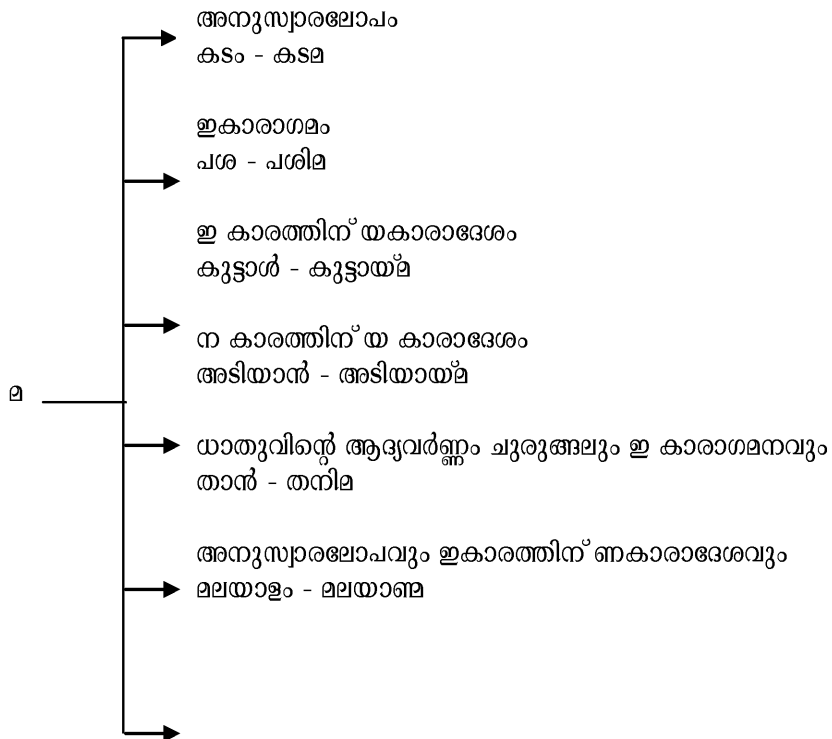 അനുസ്വാരലോപം
കടം - കടമ
ഇകാരാഗമം
പശ - പശിമ
ഇ കാരത്തിന് യകാരാദേശം
കുട്ടാൾ - കുട്ടായ്മ
ന കാരത്തിന് യ കാരാദേശം
അടിയാൻ - അടിയായ്മ
മ
ധാതുവിന്റെ ആദ്യവർണ്ണം ചുരുങ്ങലും ഇ കാരാഗമനവും
താൻ - തനിമ
അനുസ്വാരലോപവും ഇകാരത്തിന് ണകാരാദേശവും
മലയാളം - മലയാണ്മ